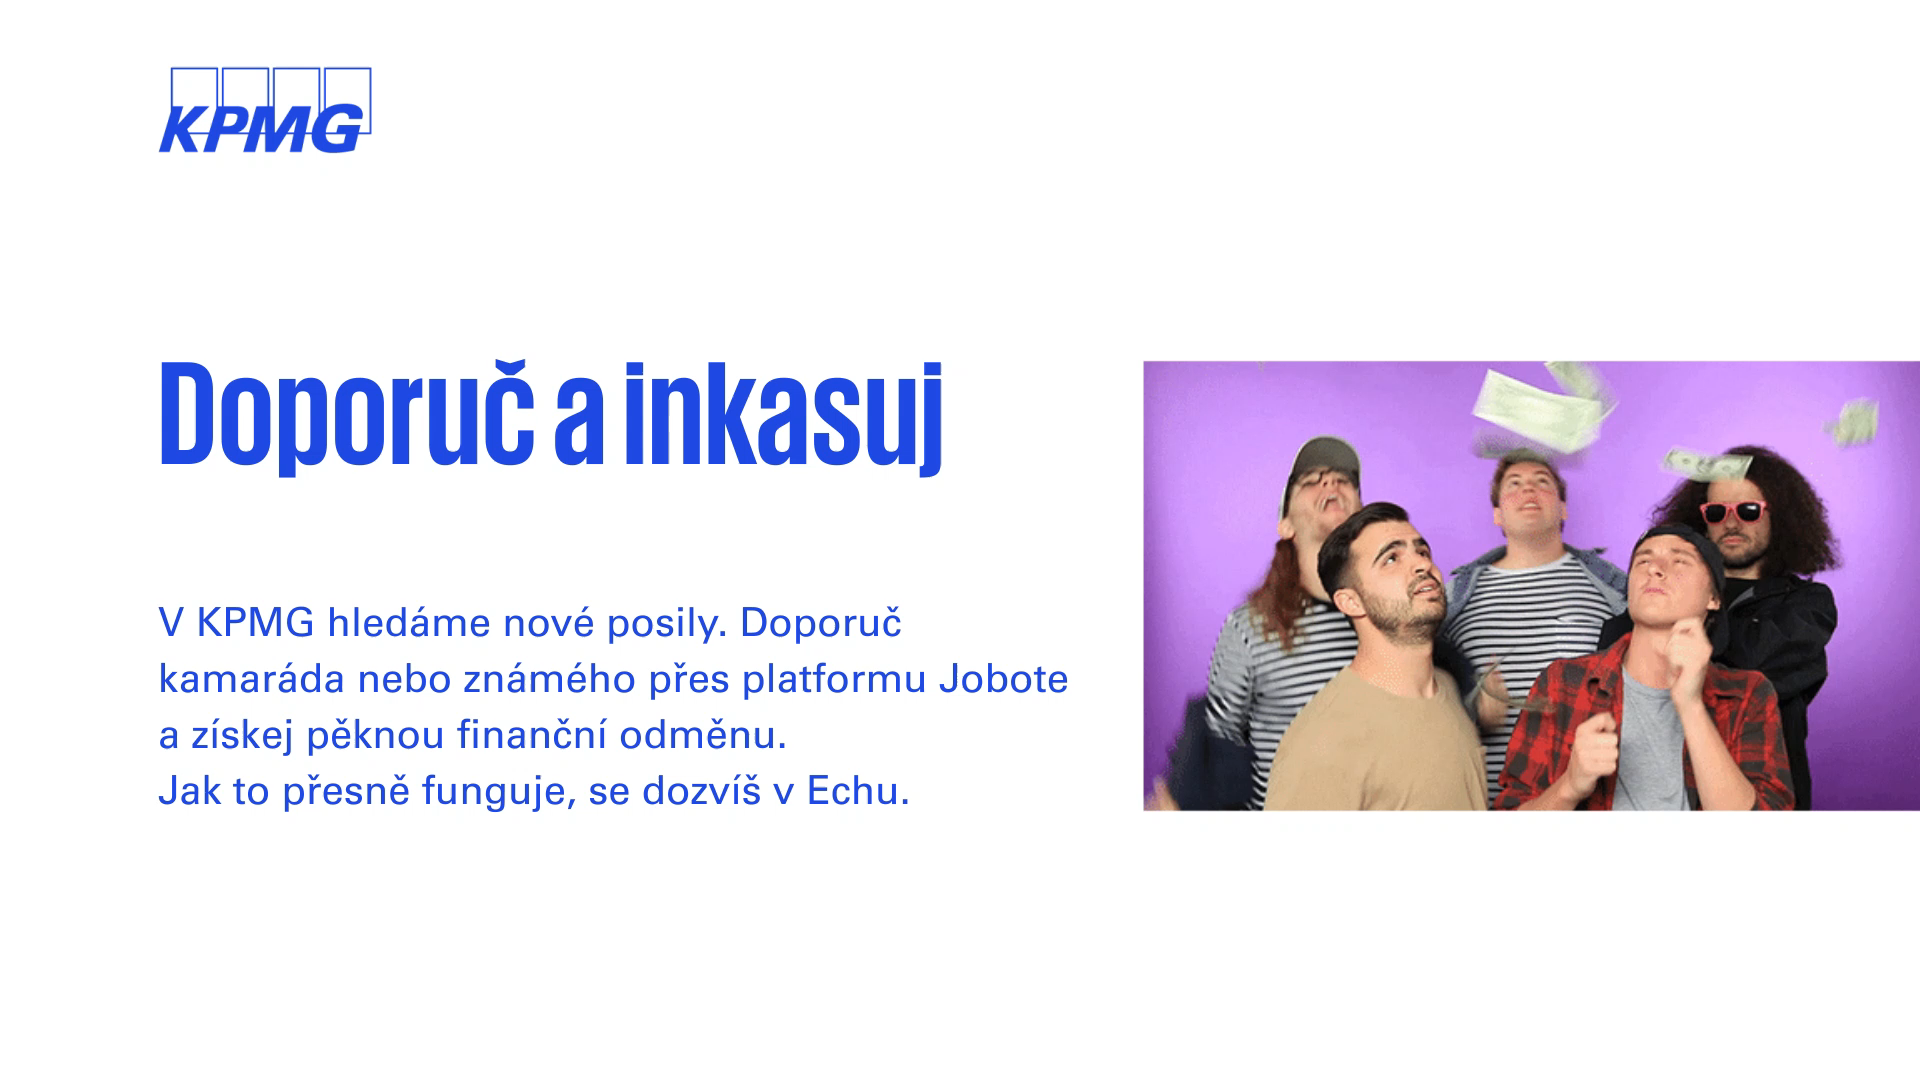 KPMG
Doporuč a inkasuj
V KPMG hledáme nové posily. Doporuč
kamaráda nebo známého přes platformu Jobote
a získej pěknou finanční odměnu.
Jak to přesně funguje, se dozvíš v Echu.